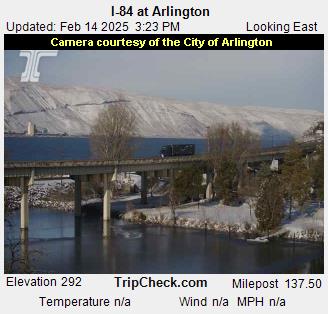 I-84 at Arlington
Updated: Feb 14 2025 3:23 PM Looking East
Camera courtesy of the City of Arlington
Elevation 292 TripCheck.com Milepost 137.50
Temperature n/a Wind n/a MPH n/a